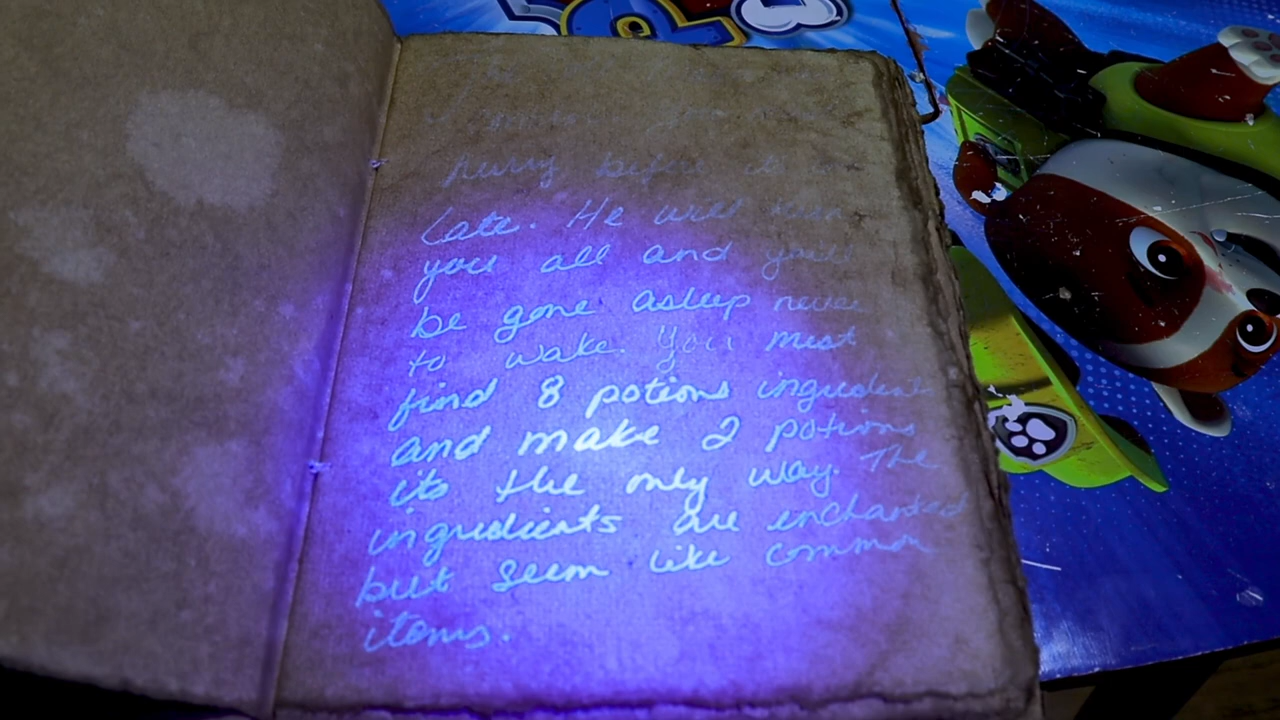 hurry before it
late. He will
you all and you'll
be gone asleep never
to wake. You must
find 8 potions ingredients
and make 2 potions
its the only way. The
ingredients are enchanted
but seem like common
items.